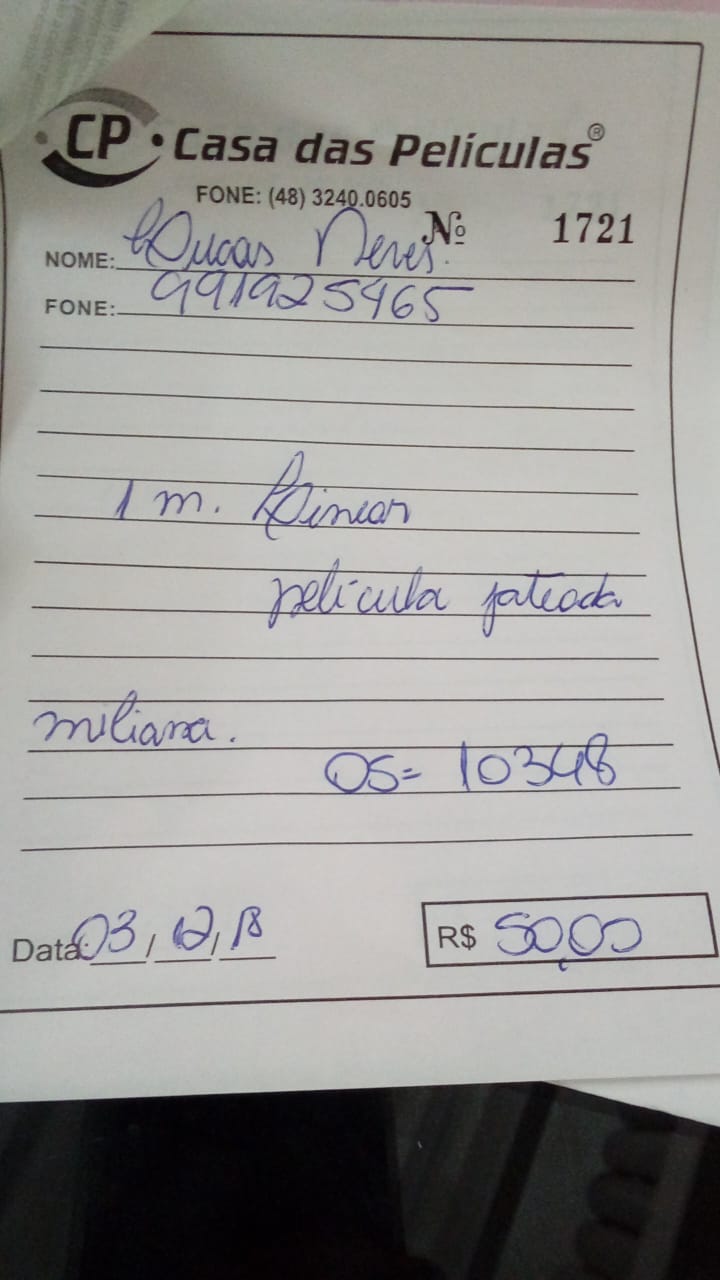 CP Casa das Películas®
FONE: (48) 3240.0605
Nº 1721
NOME: Lucas Neres.
FONE: 991925465
1 m. Linear
película jateada
miliana.
OS= 10348
Data: 03/12/18
R$ 50,00